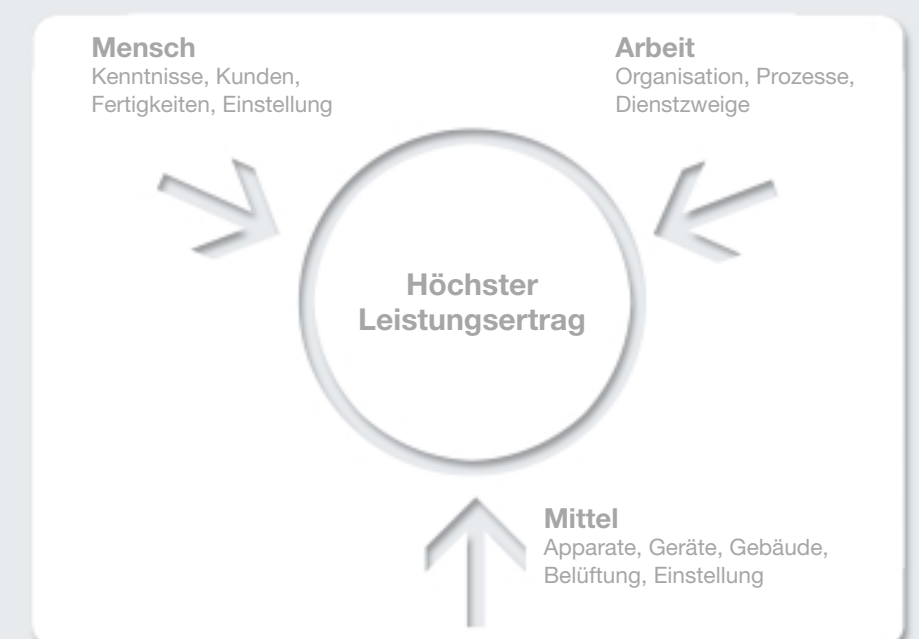 Mensch
Kenntnisse, Kunden,
Fertigkeiten, Einstellung
Arbeit
Organisation, Prozesse,
Dienstzweige
Höchster
Leistungsertrag
Mittel
Apparate, Geräte, Gebäude,
Belüftung, Einstellung